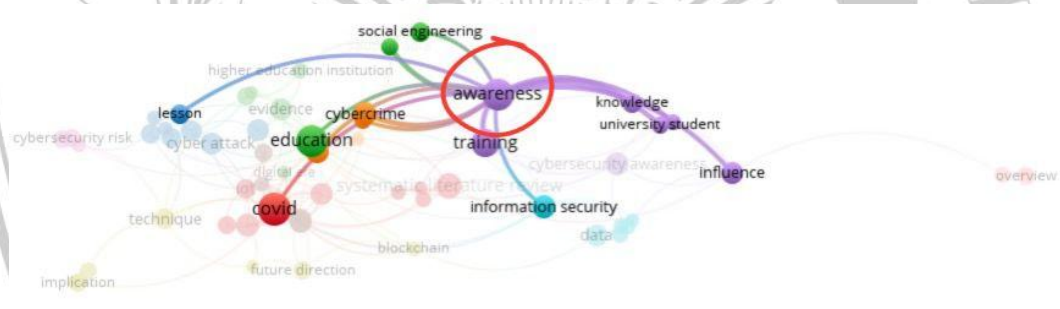 social engineering
higher education institution
awareness
knowledge
lesson
evidence
cybercrime
university student
cybersecurity risk
cyber attack
education
training
cybersecurity awareness
influence
digital era
overview
iot
systematic literature review
covid
information security
technique
data
blockchain
future direction
implication